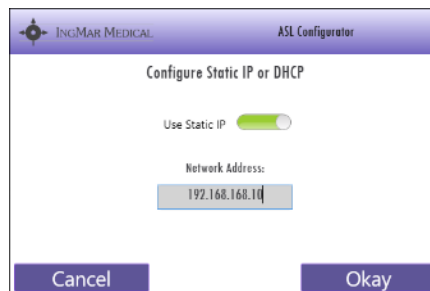 INGMAR MEDICAL
ASL Configurator
Configure Static IP or DHCP
Use Static IP
Network Address:
192.168.168.10
Cancel
Okay